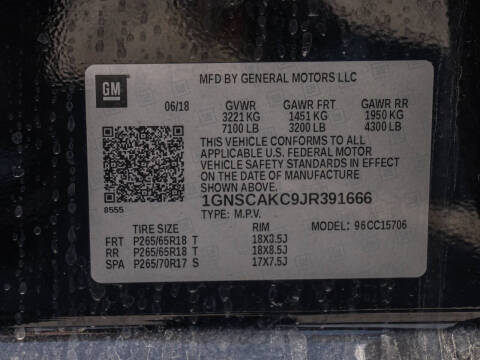 MFD BY GENERAL MOTORS LLC
GM
06/18 GVWR GAWR FRT GAWR RR
3221 KG 1451 KG 1950 KG
7100 LB 3200 LB 4300 LB
THIS VEHICLE CONFORMS TO ALL
APPLICABLE U.S. FEDERAL MOTOR
VEHICLE SAFETY STANDARDS IN EFFECT
ON THE DATE OF MANUFACTURE
SHOWN ABOVE.
8555 1GNSCAKC9JR391666
TYPE: M.P.V.
TIRE SIZE RIM MODEL: 96CC15706
FRT P265/65R18 T 18X8.5J
RR P265/65R18 T 18X8.5J
SPA P265/70R17 S 17X7.5J